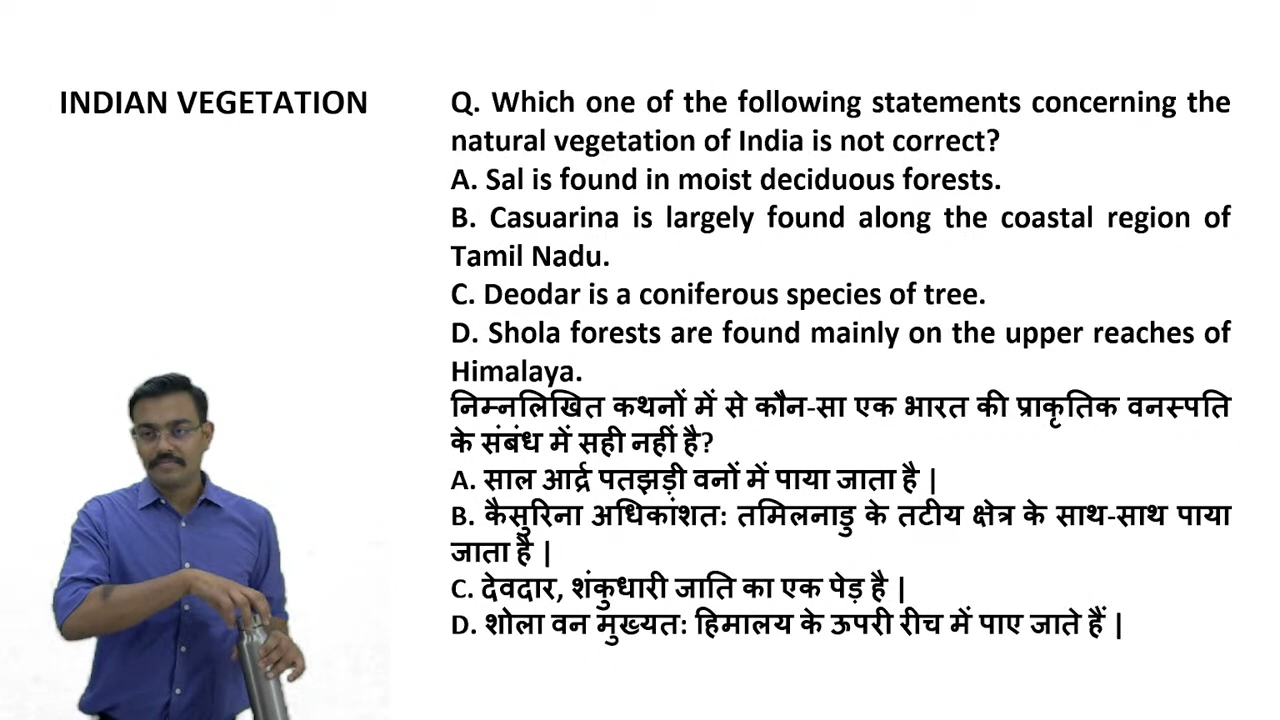 INDIAN VEGETATION
Q. Which one of the following statements concerning the
natural vegetation of India is not correct?
A. Sal is found in moist deciduous forests.
B. Casuarina is largely found along the coastal region of
Tamil Nadu.
C. Deodar is a coniferous species of tree.
D. Shola forests are found mainly on the upper reaches of
Himalaya.
निम्नलिखित कथनों में से कौन-सा एक भारत की प्राकृतिक वनस्पति
के संबंध में सही नहीं है?
A. साल आर्द्र पतझड़ी वनों में पाया जाता है |
B. कैसुरिना अधिकांशतः तमिलनाडु के तटीय क्षेत्र के साथ-साथ पाया
जाता है |
C. देवदार, शंकुधारी जाति का एक पेड़ है |
D. शोला वन मुख्यतः हिमालय के ऊपरी रीच में पाए जाते हैं |